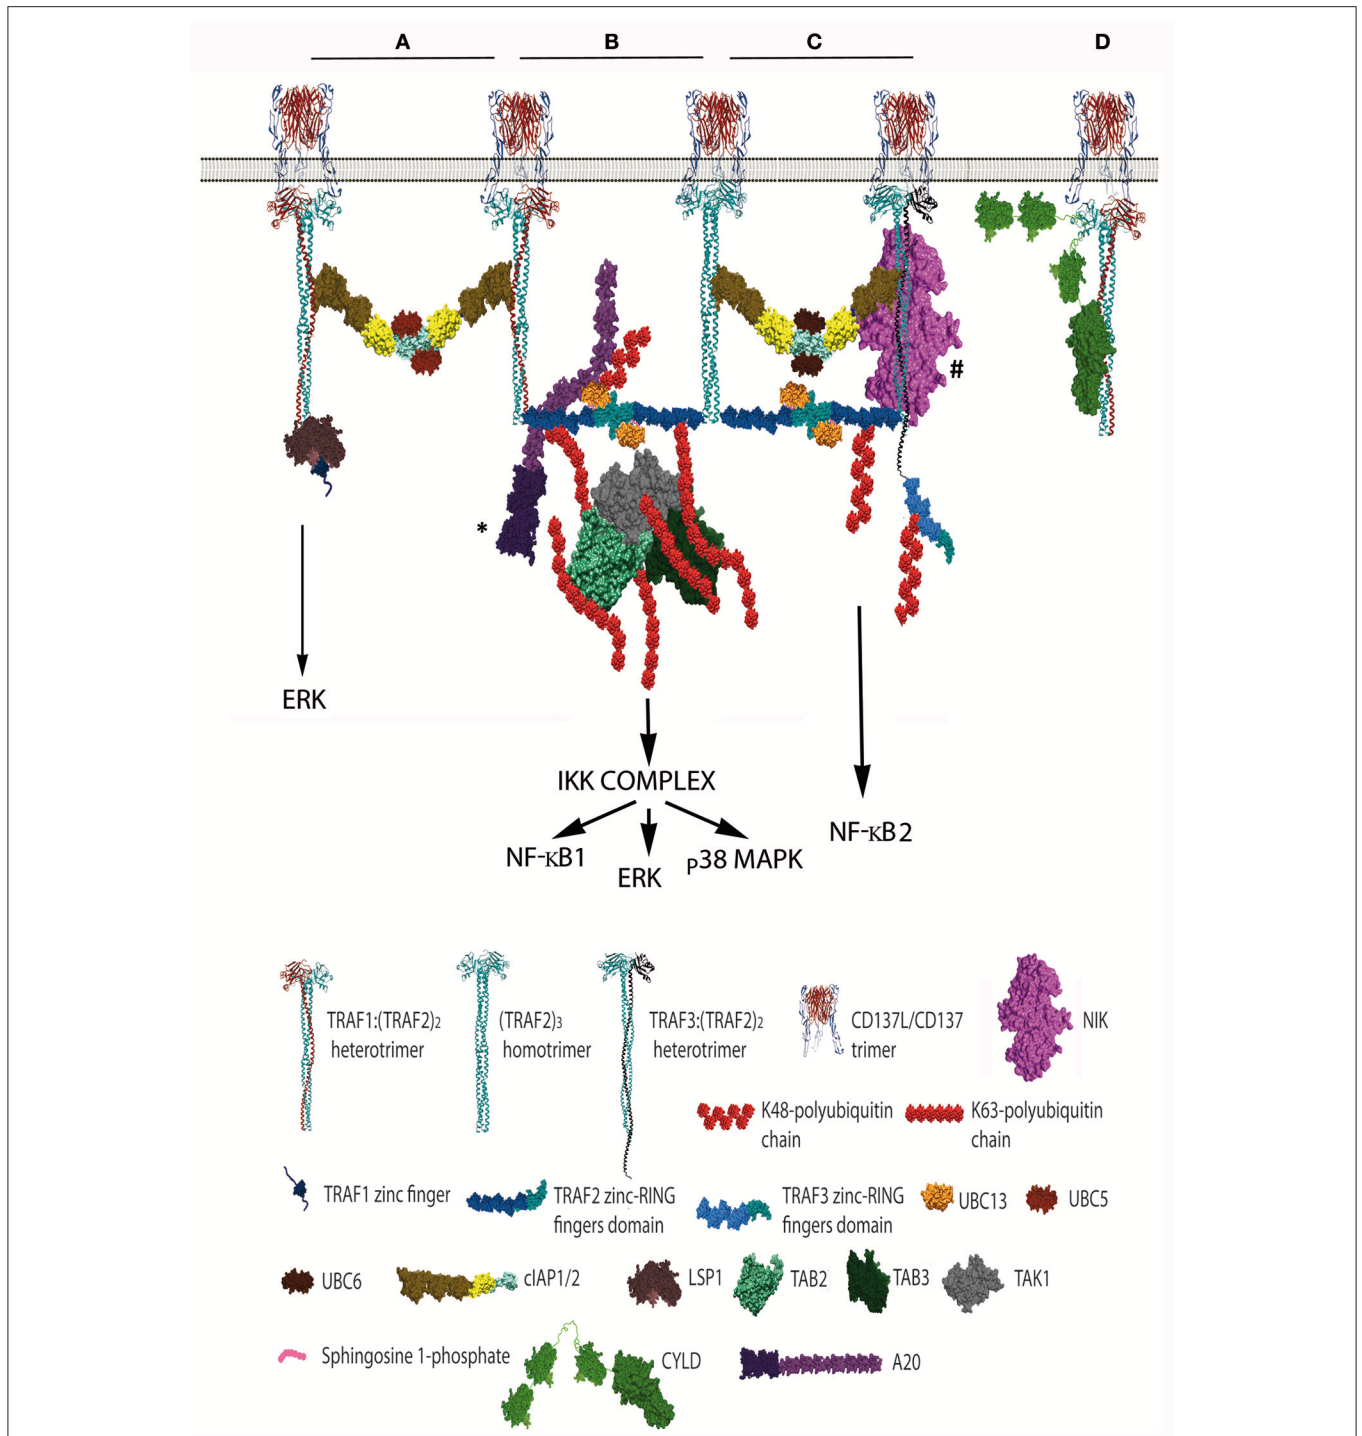 A B C D
#
*
ERK
IKK COMPLEX
NF-κB1
ERK
p38 MAPK
NF-κB2
TRAF1:(TRAF2)2
heterotrimer
(TRAF2)3
homotrimer
TRAF3:(TRAF2)2
heterotrimer
CD137L/CD137
trimer
NIK
K48-polyubiquitin
chain
K63-polyubiquitin
chain
TRAF1 zinc finger
TRAF2 zinc-RING
fingers domain
TRAF3 zinc-RING
fingers domain
UBC13
UBC5
UBC6
cIAP1/2
LSP1
TAB2
TAB3
TAK1
Sphingosine 1-phosphate
CYLD
A20